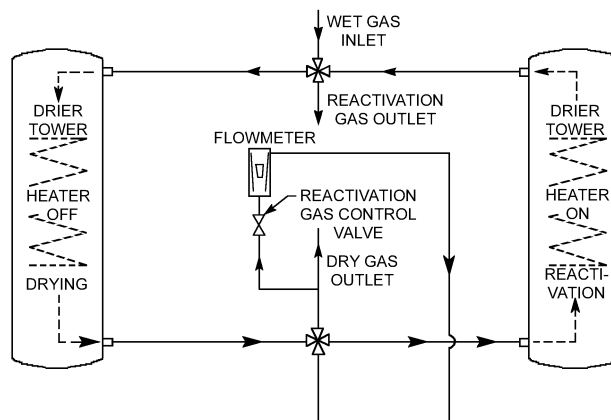 WET GAS
INLET
REACTIVATION
GAS OUTLET
DRIER
TOWER
HEATER
OFF
DRYING
FLOWMETER
REACTIVATION
GAS CONTROL
VALVE
DRY GAS
OUTLET
DRIER
TOWER
HEATER
ON
REACTI-
VATION